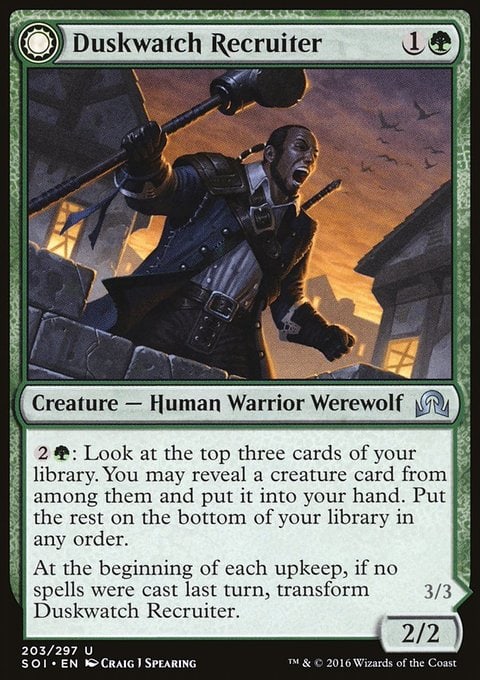 Duskwatch Recruiter 1
Creature — Human Warrior Werewolf
2: Look at the top three cards of your
library. You may reveal a creature card from
among them and put it into your hand. Put
the rest on the bottom of your library in
any order.
At the beginning of each upkeep, if no
spells were cast last turn, transform
Duskwatch Recruiter.
3/3
2/2
203/297 U
SOI • EN Craig J Spearing
™ & © 2016 Wizards of the Coast